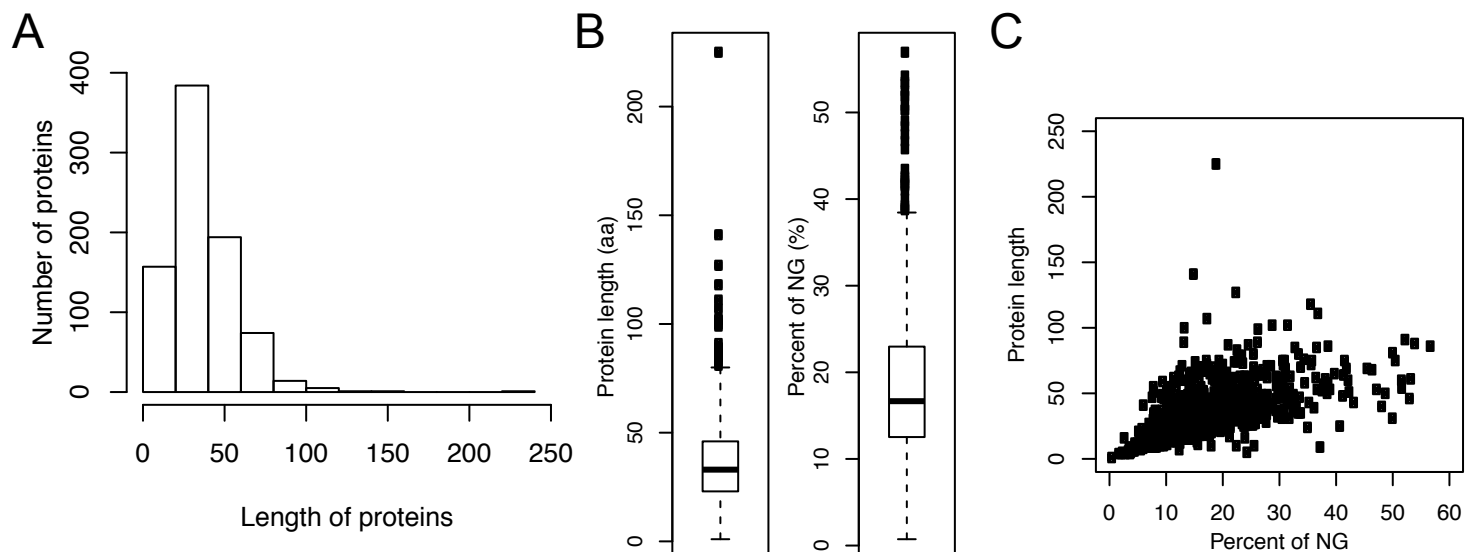 A
Number of proteins
0 100 200 300 400
0 50 100 150 200 250
Length of proteins
B
Protein length (aa)
0 50 100 150 200
Percent of NG (%)
0 10 20 30 40 50
C
Protein length
0 50 100 150 200 250
0 10 20 30 40 50 60
Percent of NG